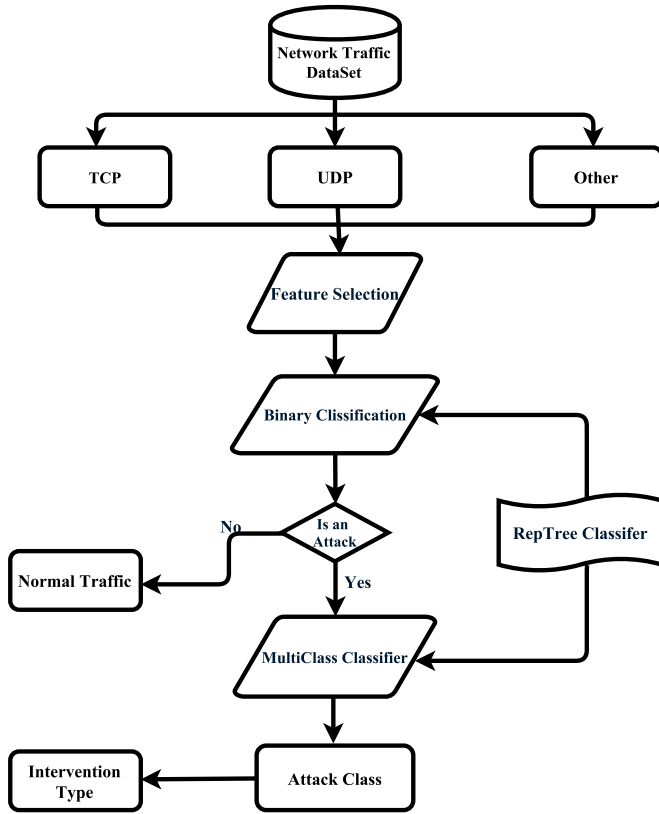 Network Traffic
DataSet
TCP
UDP
Other
Feature Selection
Binary Clissification
Is an
Attack
No
RepTree Classifer
Normal Traffic
Yes
MultiClass Classifier
Intervention
Type
Attack Class